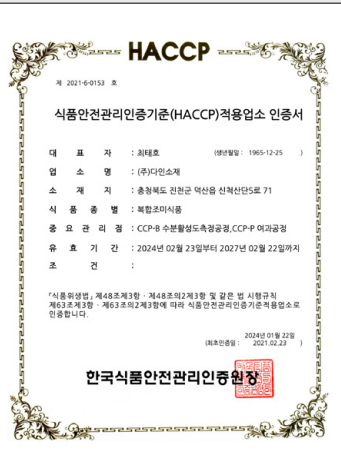 HACCP
제 2021-6-0153 호
식품안전관리인증기준(HACCP)적용업소 인증서
대 표 자 : 최태호 (생년월일 : 1965-12-25 )
업 소 명 : (주)다인소재
소 재 지 : 충청북도 진천군 덕산읍 신척산단5로 71
식 품 종 별 : 복합조미식품
중 요 관 리 점 : CCP-B 수분활성도측정공정,CCP-P 여과공정
유 효 기 간 : 2024년 02월 23일부터 2027년 02월 22일까지
조 건 :
「식품위생법」 제48조제3항ㆍ제48조의2제3항 및 같은 법 시행규칙
제63조제3항ㆍ제63조의2제3항에 따라 식품안전관리인증기준적용업소로
인증합니다.
2024년 01월 22일
(최초인증일 : 2021.02.23 )
한국식품안전관리인증원장